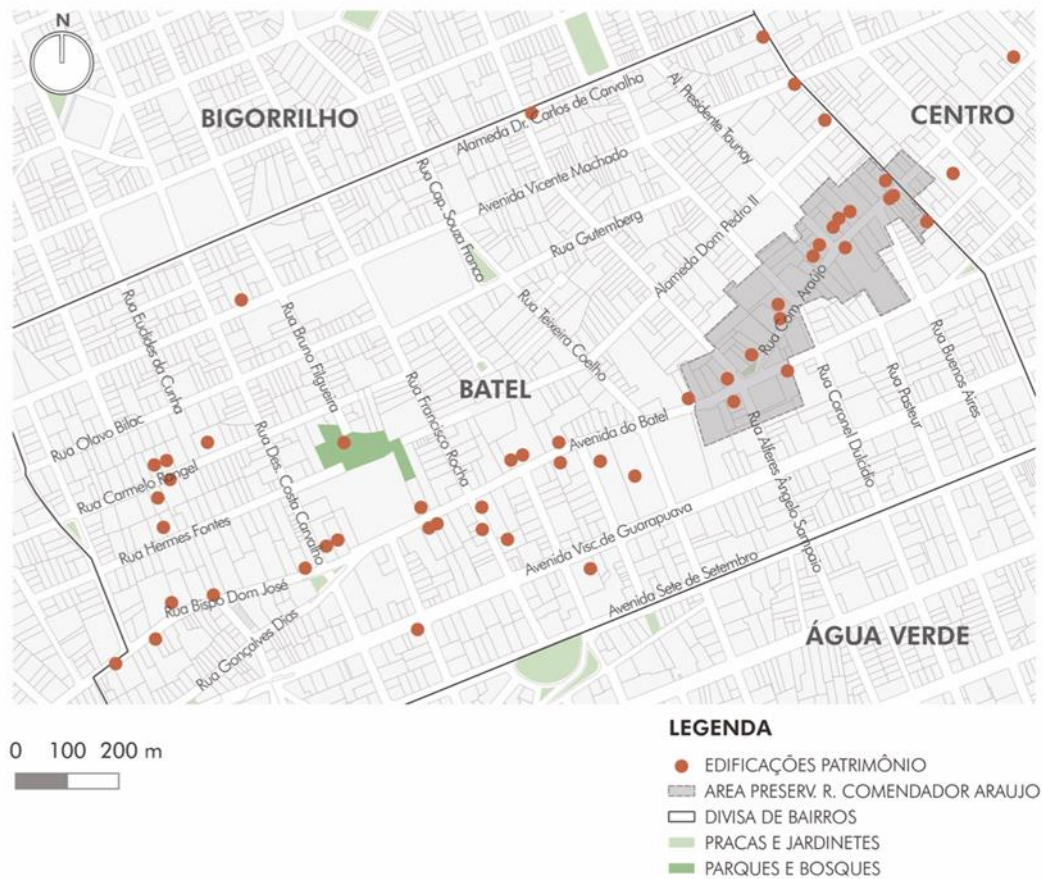 N
BIGORRILHO
CENTRO
Alameda Dr. Carlos de Carvalho
Al. Presidente Taunay
Avenida Vicente Machado
Rua Cap. Souza Franco
Rua Gutemberg
Alameda Dom Pedro II
Rua Com. Araújo
Rua Euclides da Cunha
Rua Bruno Filgueira
Rua Teixeira Coelho
Rua Buenos Aires
BATEL
Rua Francisco Rocha
Rua Pasteur
Rua Coronel Dulcídio
Rua Olavo Bilac
Avenida do Batel
Rua Des. Costa Carvalho
Rua Alferes Ângelo Sampaio
Rua Carmelo Rangel
Rua Hermes Fontes
Avenida Visc.de Guarapuava
Rua Bispo Dom José
Avenida Sete de Setembro
Rua Gonçalves Dias
ÁGUA VERDE
0 100 200 m
LEGENDA
EDIFICAÇÕES PATRIMÔNIO
AREA PRESERV. R. COMENDADOR ARAUJO
DIVISA DE BAIRROS
PRACAS E JARDINETES
PARQUES E BOSQUES